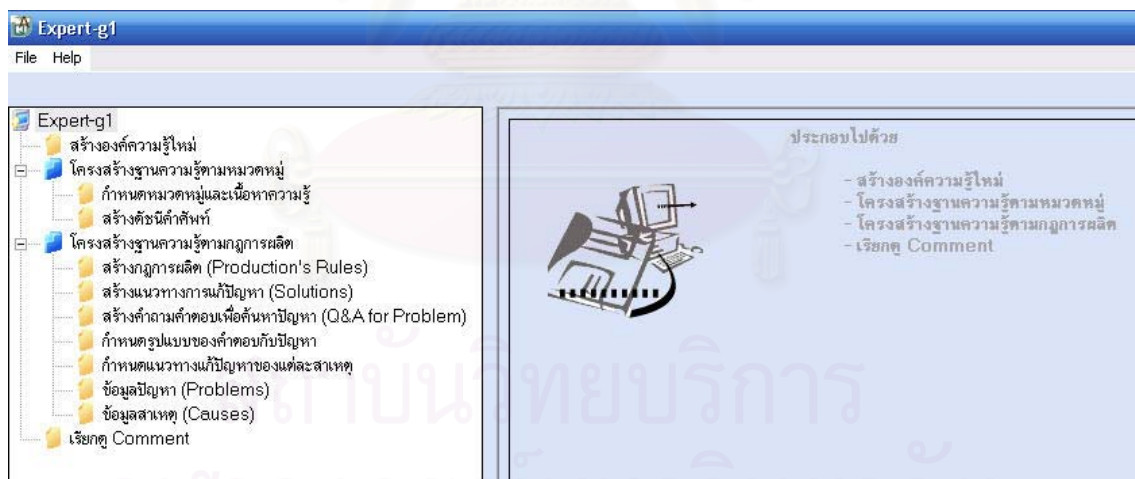 Expert-g1
File Help
Expert-g1
สร้างองค์ความรู้ใหม่
โครงสร้างฐานความรู้ตามหมวดหมู่
กำหนดหมวดหมู่และเนื้อหาความรู้
สร้างดัชนีคำศัพท์
โครงสร้างฐานความรู้ตามกฎการผลิต
สร้างกฎการผลิต (Production's Rules)
สร้างแนวทางการแก้ปัญหา (Solutions)
สร้างคำถามคำตอบเพื่อค้นหาปัญหา (Q&A for Problem)
กำหนดรูปแบบของคำตอบกับปัญหา
กำหนดแนวทางแก้ปัญหาของแต่ละสาเหตุ
ข้อมูลปัญหา (Problems)
ข้อมูลสาเหตุ (Causes)
เรียกดู Comment
ประกอบไปด้วย
- สร้างองค์ความรู้ใหม่
- โครงสร้างฐานความรู้ตามหมวดหมู่
- โครงสร้างฐานความรู้ตามกฎการผลิต
- เรียกดู Comment
สถาบันวิทยบริการ